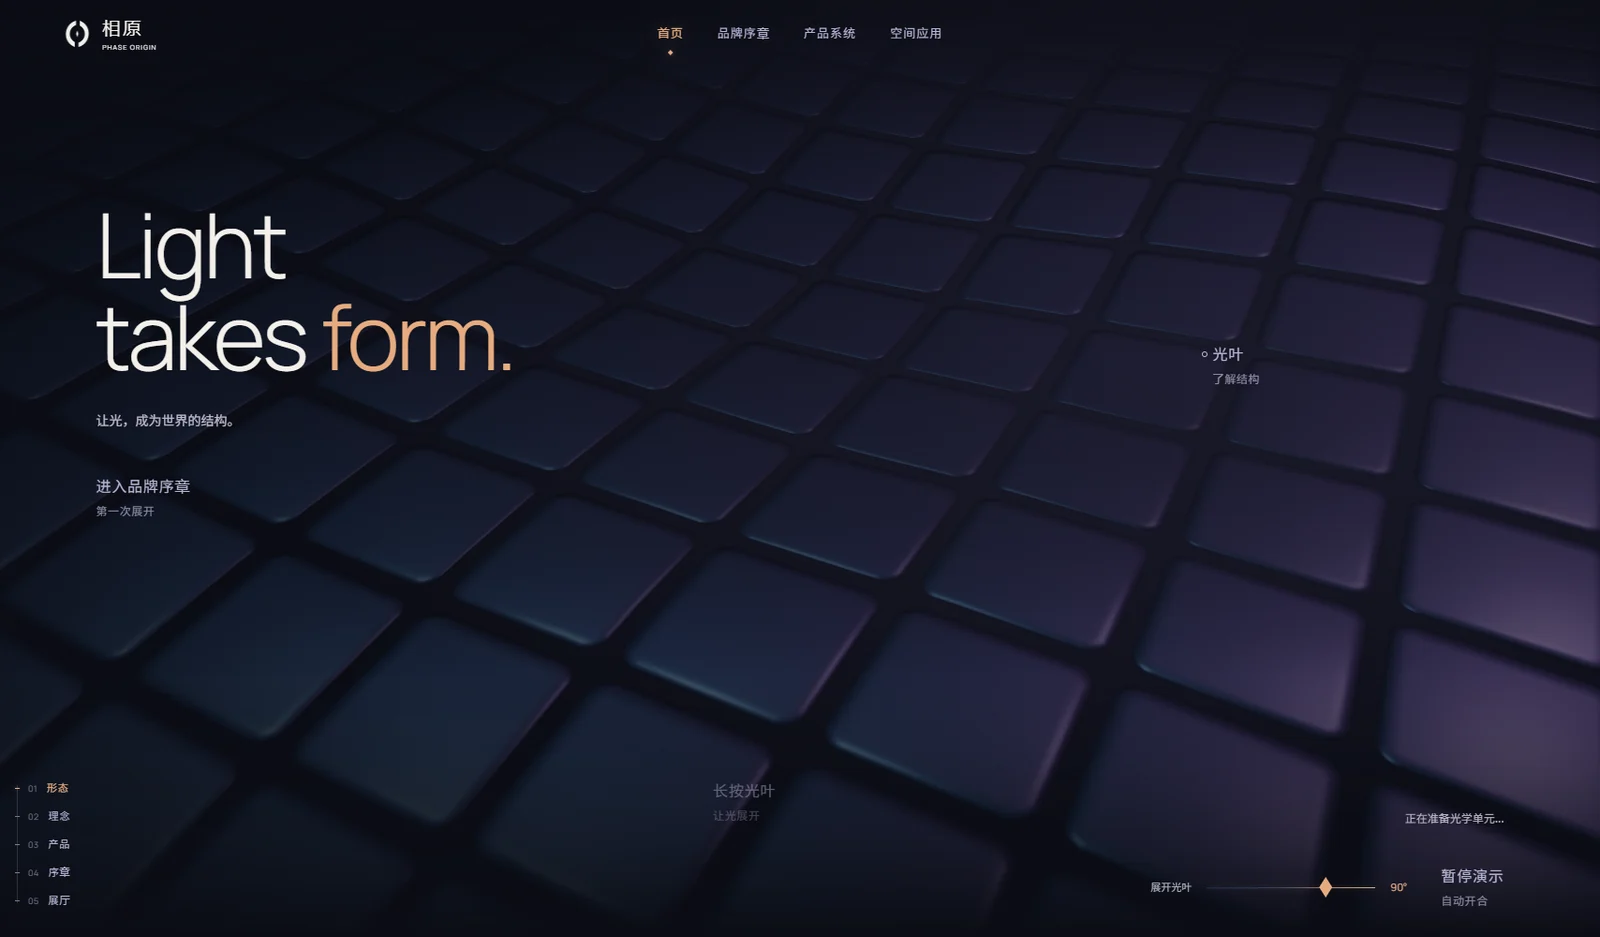 相原
PHASE ORIGIN
首页
品牌序章
产品系统
空间应用
Light
takes form.
让光，成为世界的结构。
进入品牌序章
第一次展开
光叶
了解结构
长按光叶
让光展开
01 形态
02 理念
03 产品
04 序章
05 展厅
正在准备光学单元...
展开光叶
90°
暂停演示
自动开合